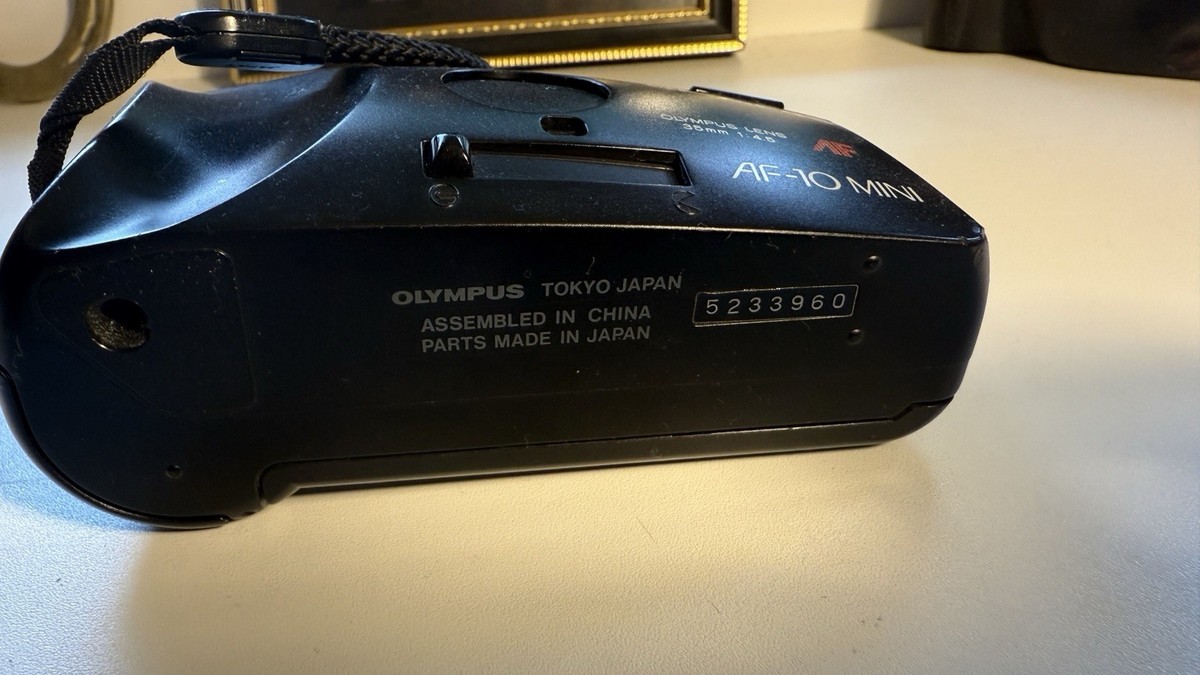 OLYMPUS LENS
35mm 1:4.5
AF
AF-10 MINI
OLYMPUS TOKYO JAPAN
ASSEMBLED IN CHINA
PARTS MADE IN JAPAN
5233960